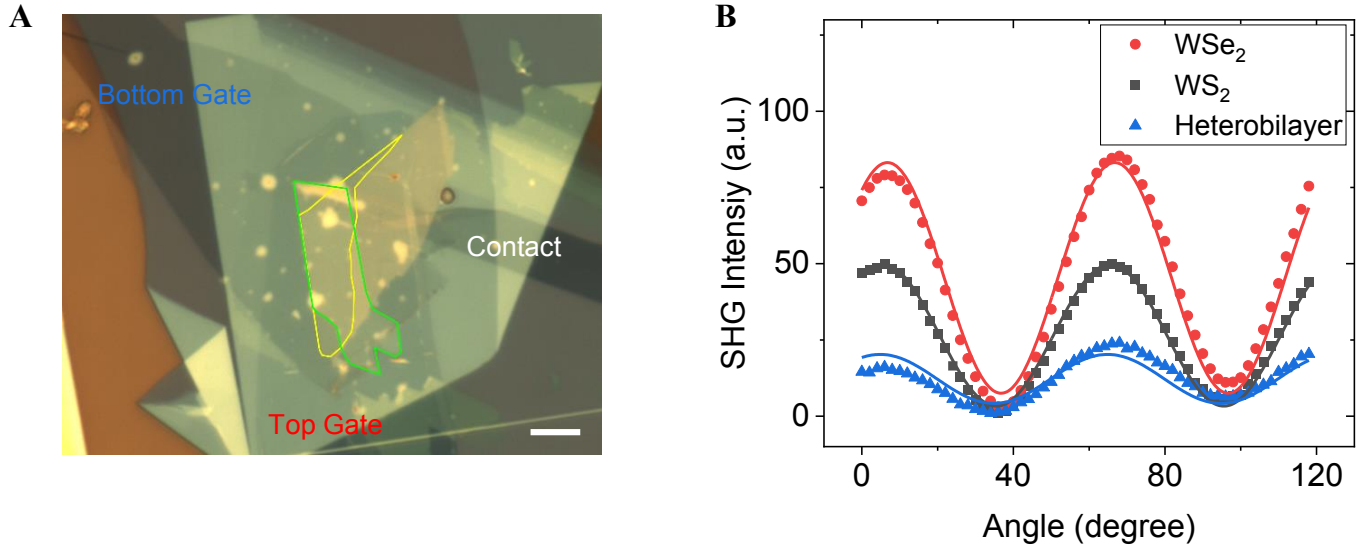 A
Bottom Gate
Contact
Top Gate
B
WSe₂
WS₂
Heterobilayer
SHG Intensiy (a.u.)
100
50
0
0
40
80
120
Angle (degree)